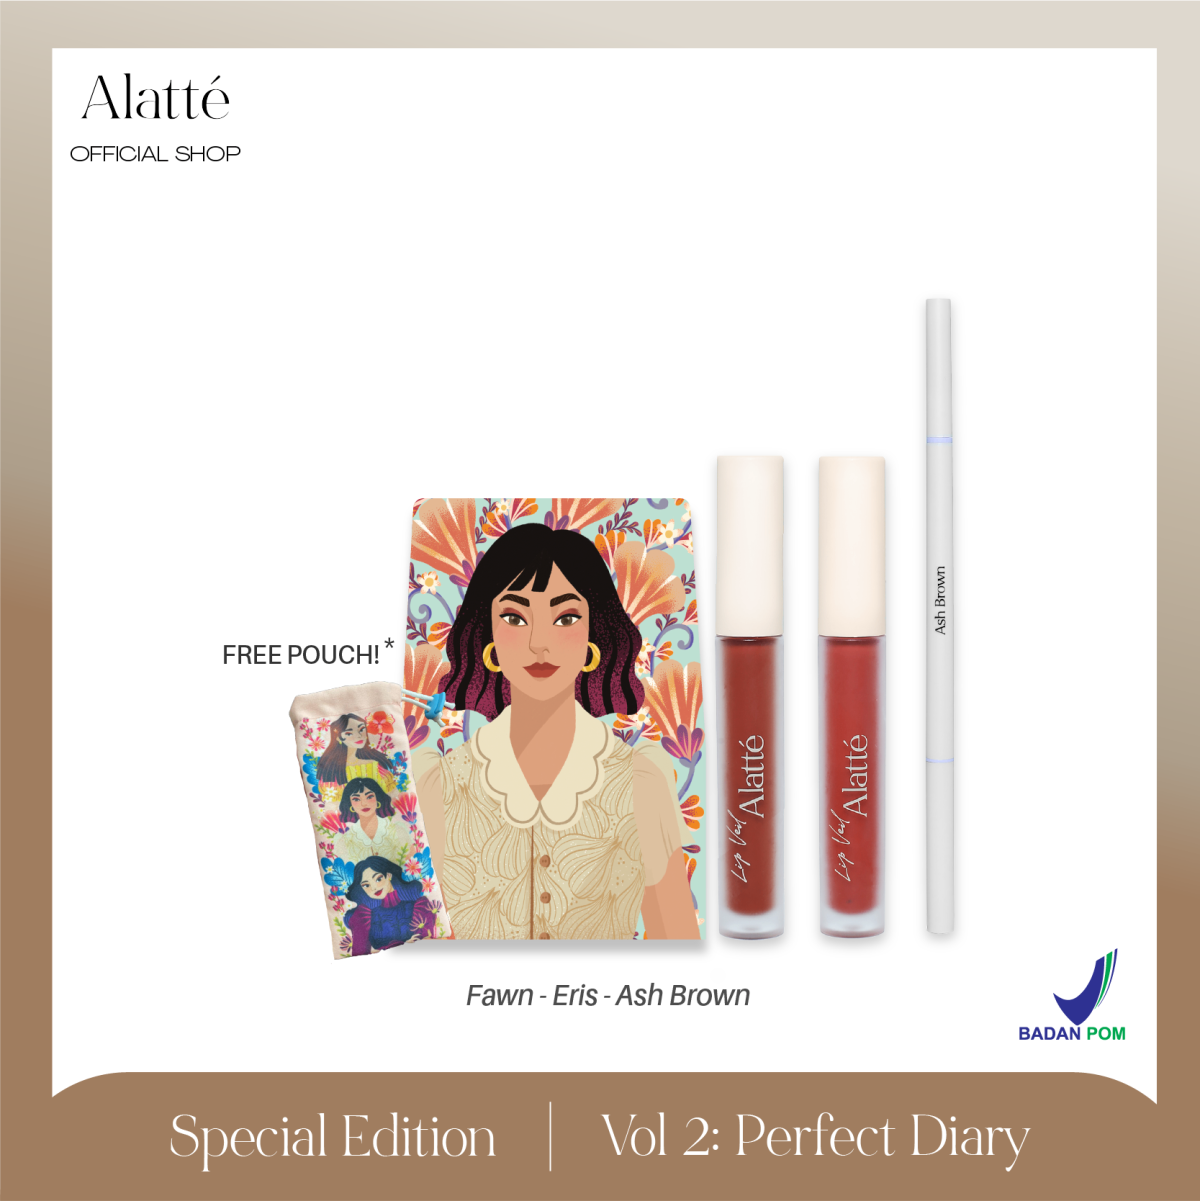 Alatté
OFFICIAL SHOP
Ash Brown
FREE POUCH!*
Lip Veil Alatté
Lip Veil Alatté
Fawn - Eris - Ash Brown
BADAN POM
Special Edition | Vol 2: Perfect Diary